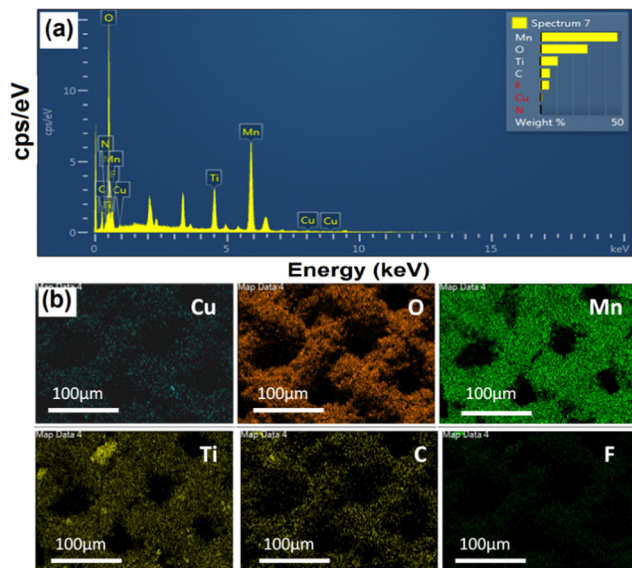 (a)
cps/eV
cps/eV
15
10
5
0
O
N
Mn
C
Ti
Cu
Ti
Mn
Cu
Cu
0
5
10
15
keV
Spectrum 7
Mn
O
Ti
C
F
Cu
N
Weight %
50
Energy (keV)
(b)
Map Data 4
Cu
100μm
Map Data 4
O
100μm
Map Data 4
Mn
100μm
Map Data 4
Ti
100μm
Map Data 4
C
100μm
Map Data 4
F
100μm